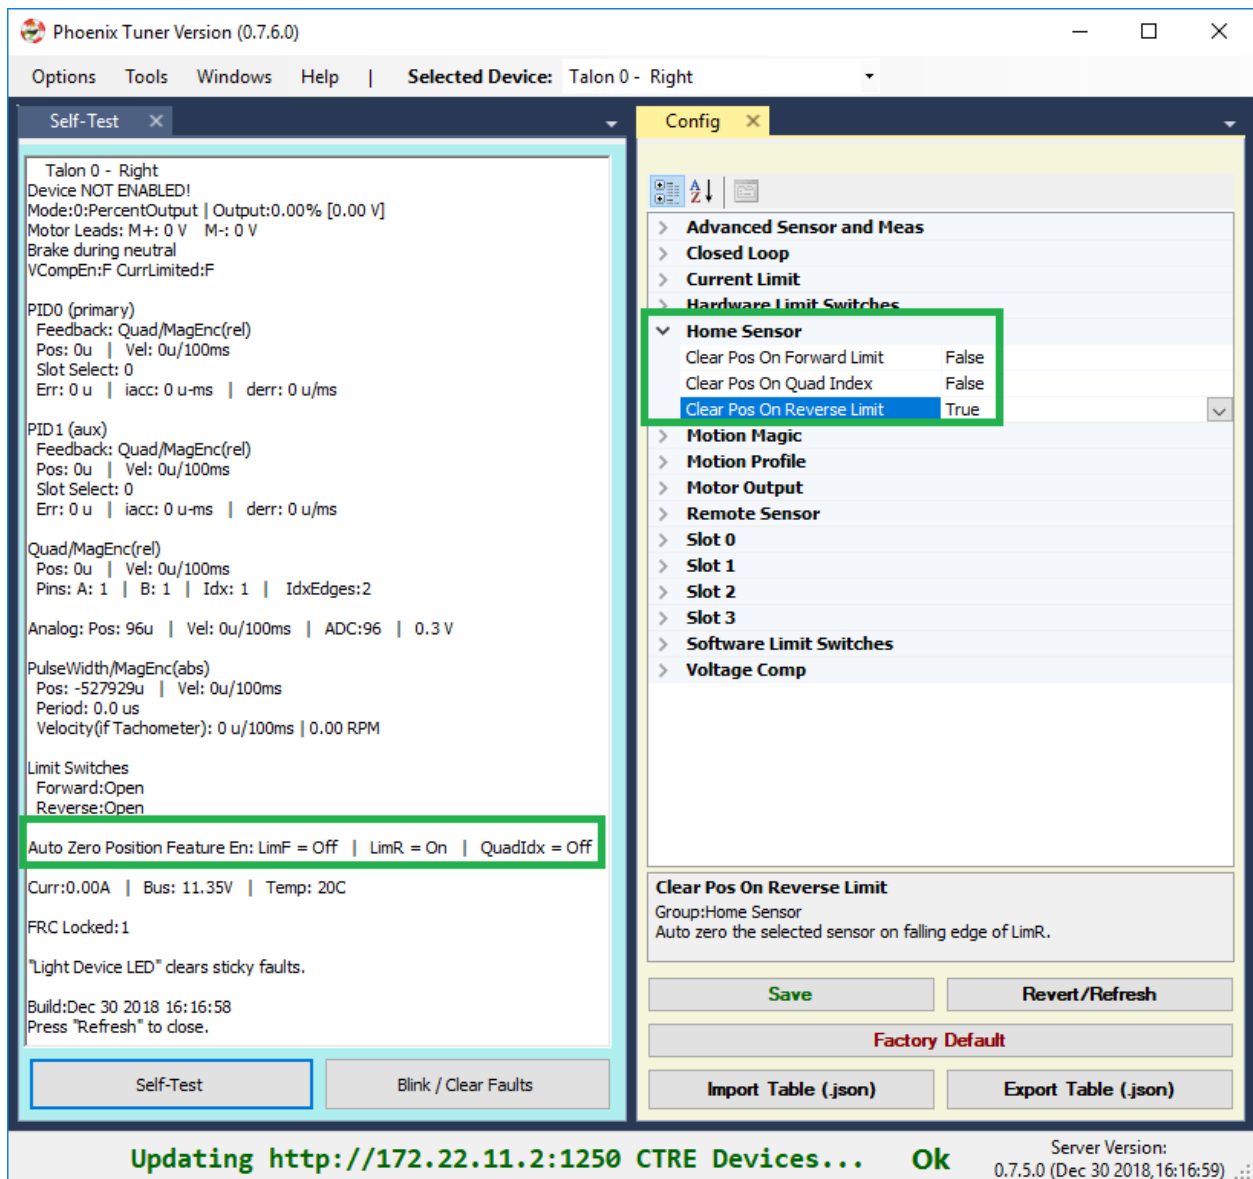 Phoenix Tuner Version (0.7.6.0)
Options Tools Windows Help | Selected Device: Talon 0 - Right
Self-Test
Talon 0 - Right
Device NOT ENABLED!
Mode:0:PercentOutput | Output:0.00% [0.00 V]
Motor Leads: M+: 0 V M-: 0 V
Brake during neutral
VCompEn:F CurrLimited:F
PID0 (primary)
Feedback: Quad/MagEnc(rel)
Pos: 0u | Vel: 0u/100ms
Slot Select: 0
Err: 0 u | iacc: 0 u-ms | derr: 0 u/ms
PID1 (aux)
Feedback: Quad/MagEnc(rel)
Pos: 0u | Vel: 0u/100ms
Slot Select: 0
Err: 0 u | iacc: 0 u-ms | derr: 0 u/ms
Quad/MagEnc(rel)
Pos: 0u | Vel: 0u/100ms
Pins: A: 1 | B: 1 | Idx: 1 | IdxEdges:2
Analog: Pos: 96u | Vel: 0u/100ms | ADC:96 | 0.3 V
PulseWidth/MagEnc(abs)
Pos: -527929u | Vel: 0u/100ms
Period: 0.0 us
Velocity(if Tachometer): 0 u/100ms | 0.00 RPM
Limit Switches
Forward:Open
Reverse:Open
Auto Zero Position Feature En: LimF = Off | LimR = On | QuadIdx = Off
Curr:0.00A | Bus: 11.35V | Temp: 20C
FRC Locked:1
"Light Device LED" clears sticky faults.
Build:Dec 30 2018 16:16:58
Press "Refresh" to close.
Self-Test
Blink / Clear Faults
Config
Advanced Sensor and Meas
Closed Loop
Current Limit
Hardware Limit Switches
Home Sensor
Clear Pos On Forward Limit False
Clear Pos On Quad Index False
Clear Pos On Reverse Limit True
Motion Magic
Motion Profile
Motor Output
Remote Sensor
Slot 0
Slot 1
Slot 2
Slot 3
Software Limit Switches
Voltage Comp
Clear Pos On Reverse Limit
Group:Home Sensor
Auto zero the selected sensor on falling edge of LimR.
Save
Revert/Refresh
Factory Default
Import Table (.json)
Export Table (.json)
Updating http://172.22.11.2:1250 CTRE Devices... Ok
Server Version:
0.7.5.0 (Dec 30 2018,16:16:59)